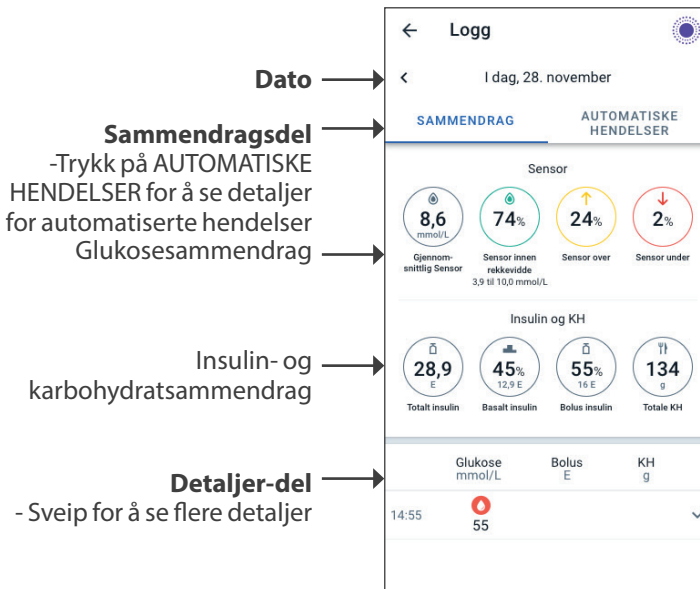 Dato
Sammendragsdel
-Trykk på AUTOMATISKE
HENDELSER for å se detaljer
for automatiserte hendelser
Glukosesammendrag
Insulin- og
karbohydratsammendrag
Detaljer-del
- Sveip for å se flere detaljer
Logg
I dag, 28. november
SAMMENDRAG
AUTOMATISKE
HENDELSER
Sensor
8,6
mmol/L
74%
24%
2%
Gjennom-
snittlig Sensor
Sensor innen
rekkevidde
3,9 til 10,0 mmol/L
Sensor over
Sensor under
Insulin og KH
28,9
E
45%
12,9 E
55%
16 E
134
g
Totalt insulin
Basalt insulin
Bolus insulin
Totale KH
Glukose
mmol/L
Bolus
E
KH
g
14:55
55